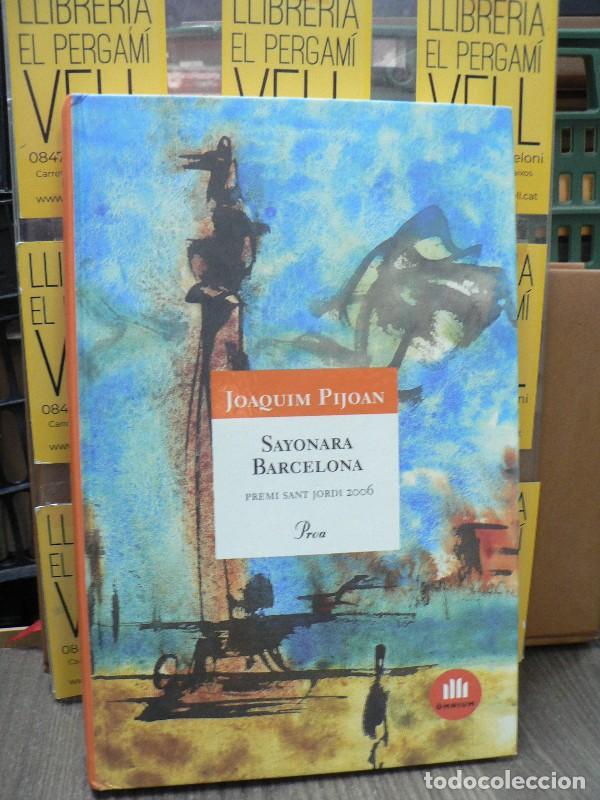 LLIBRERIA
EL PERGAMÍ
VELL
LLIBRERIA
EL PERGAMÍ
LLIBRERIA
EL PERGAMÍ
VELL
JOAQUIM PIJOAN
SAYONARA
BARCELONA
PREMI SANT JORDI 2006
Proa
ÒMNIUM
todocoleccion.net